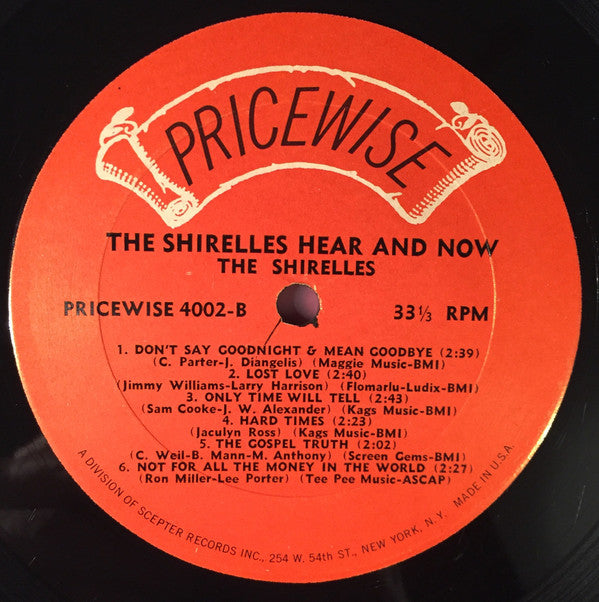 PRICEWISE
THE SHIRELLES HEAR AND NOW
THE SHIRELLES
PRICEWISE 4002-B 33 1/3 RPM
1. DON'T SAY GOODNIGHT & MEAN GOODBYE (2:39)
(C. Parter-J. Diangelis) (Maggie Music-BMI)
2. LOST LOVE (2:40)
(Jimmy Williams-Larry Harrison) (Flomarlu-Ludix-BMI)
3. ONLY TIME WILL TELL (2:43)
(Sam Cooke-J. W. Alexander) (Kags Music-BMI)
4. HARD TIMES (2:23)
(Jaculyn Ross) (Kags Music-BMI)
5. THE GOSPEL TRUTH (2:02)
(C. Weil-B. Mann-M. Anthony) (Screen Gems-BMI)
6. NOT FOR ALL THE MONEY IN THE WORLD (2:27)
(Ron Miller-Lee Porter) (Tee Pee Music-ASCAP)
A DIVISION OF SCEPTER RECORDS INC., 254 W. 54th ST., NEW YORK, N. Y. MADE IN U.S.A.